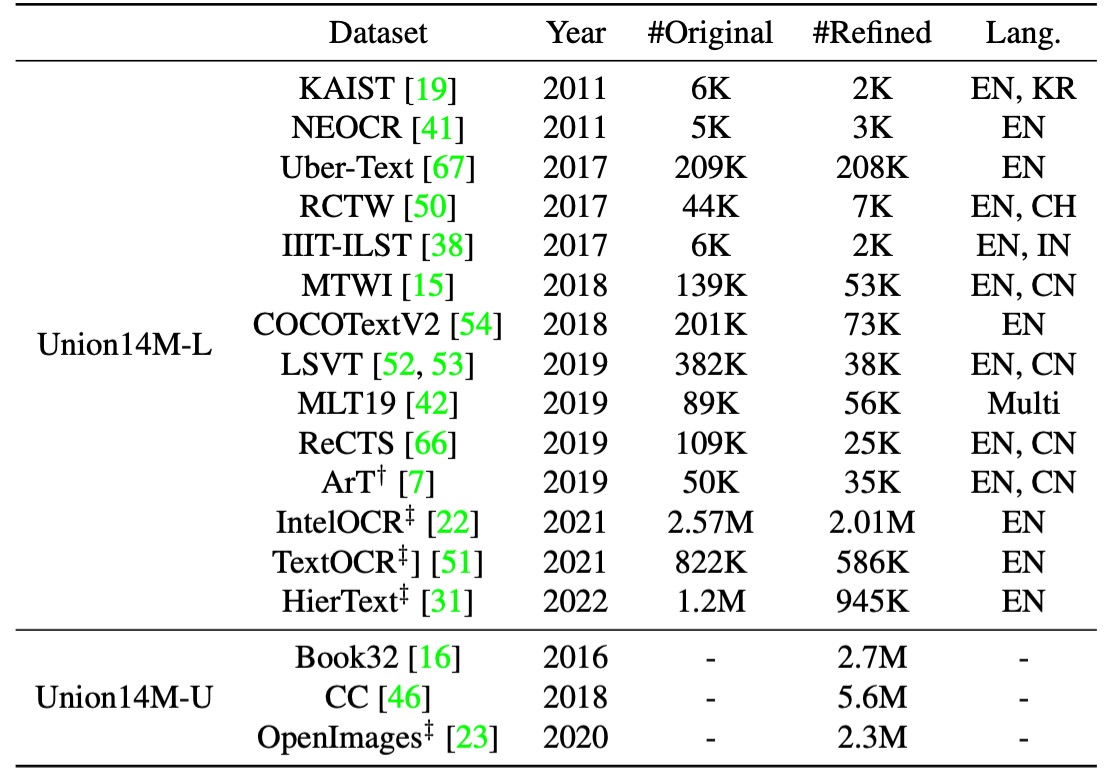 Dataset Year #Original #Refined Lang.
KAIST [19] 2011 6K 2K EN, KR
NEOCR [41] 2011 5K 3K EN
Uber-Text [67] 2017 209K 208K EN
RCTW [50] 2017 44K 7K EN, CH
IIIT-ILST [38] 2017 6K 2K EN, IN
MTWI [15] 2018 139K 53K EN, CN
COCOTextV2 [54] 2018 201K 73K EN
Union14M-L
LSVT [52, 53] 2019 382K 38K EN, CN
MLT19 [42] 2019 89K 56K Multi
ReCTS [66] 2019 109K 25K EN, CN
ArT† [7] 2019 50K 35K EN, CN
IntelOCR‡ [22] 2021 2.57M 2.01M EN
TextOCR‡] [51] 2021 822K 586K EN
HierText‡ [31] 2022 1.2M 945K EN
Book32 [16] 2016 - 2.7M -
Union14M-U CC [46] 2018 - 5.6M -
OpenImages‡ [23] 2020 - 2.3M -